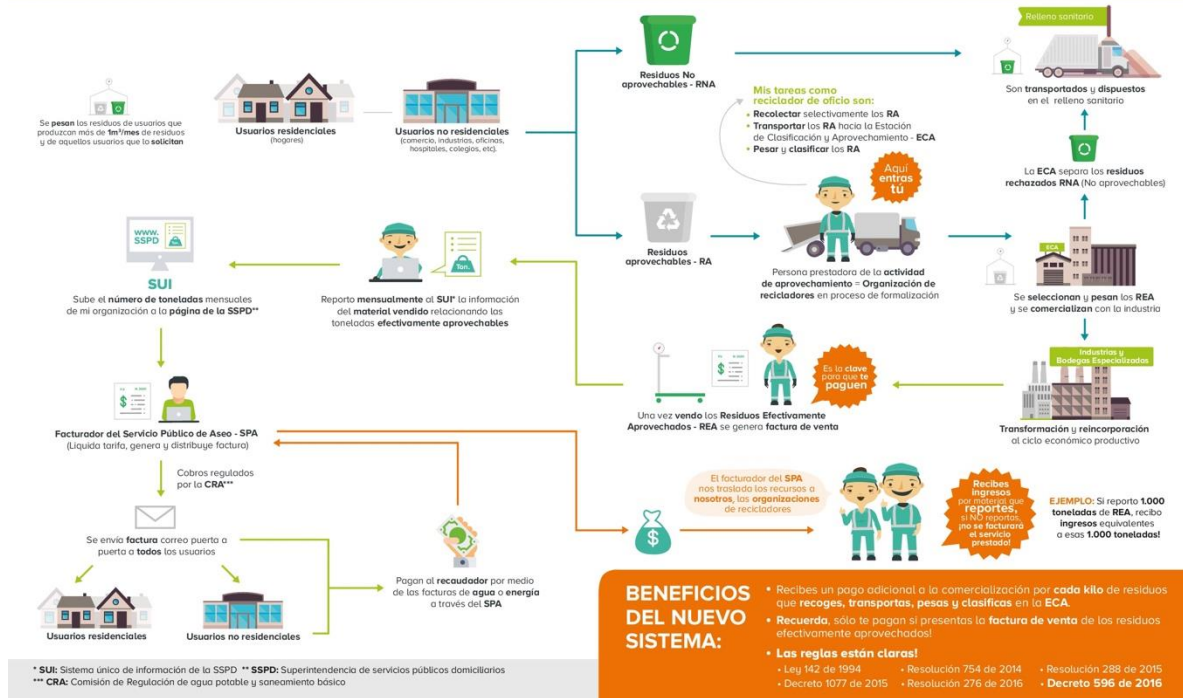 Relleno sanitario
Residuos No
aprovechables - RNA
Son transportados y dispuestos
en el relleno sanitario
Se pesan los residuos de usuarios que
produzcan más de 1m³/mes de residuos
y de aquellos usuarios que lo solicitan
Usuarios residenciales
(hogares)
Usuarios no residenciales
(comercio, industrias, oficinas,
hospitales, colegios, etc).
Mis tareas como
reciclador de oficio son:
• Recolectar selectivamente los RA
• Transportar los RA hacia la Estación
de Clasificación y Aprovechamiento - ECA
• Pesar y clasificar los RA
Aquí
entras
tú
La ECA separa los residuos
rechazados RNA (No aprovechables)
Residuos
aprovechables - RA
Persona prestadora de la actividad
de aprovechamiento = Organización de
recicladores en proceso de formalización
ECA
Se seleccionan y pesan los REA
y se comercializan con la industria
www.
SSPD
Ton.
SUI
Sube el número de toneladas mensuales
de mi organización a la página de la SSPD**
Ton.
Reporto mensualmente al SUI* la información
del material vendido relacionando las
toneladas efectivamente aprovechables
$
Es la clave
para que te
paguen
Una vez vendo los Residuos Efectivamente
Aprovechados - REA se genera factura de venta
Industrias y
Bodegas Especializadas
Transformación y reincorporación
al ciclo económico productivo
$
Facturador del Servicio Público de Aseo - SPA
(Liquida tarifa, genera y distribuye factura)
Cobros regulados
por la CRA***
Se envía factura correo puerta a
puerta a todos los usuarios
Usuarios residenciales
Usuarios no residenciales
Pagan al recaudador por medio
de las facturas de agua o energía
a través del SPA
$
El facturador del SPA
nos traslada los recursos a
nosotros, las organizaciones
de recicladores
Recibes
ingresos
por material que
reportes,
si NO reportas,
¡no se facturará
el servicio
prestado!
EJEMPLO: Si reporto 1.000
toneladas de REA, recibo
ingresos equivalentes
a esas 1.000 toneladas!
BENEFICIOS
DEL NUEVO
SISTEMA:
• Recibes un pago adicional a la comercialización por cada kilo de residuos
que recoges, transportas, pesas y clasificas en la ECA.
• Recuerda, sólo te pagan si presentas la factura de venta de los residuos
efectivamente aprovechados!
• Las reglas están claras!
• Ley 142 de 1994 • Resolución 754 de 2014 • Resolución 288 de 2015
• Decreto 1077 de 2015 • Resolución 276 de 2016 • Decreto 596 de 2016
* SUI: Sistema único de información de la SSPD ** SSPD: Superintendencia de servicios públicos domiciliarios
*** CRA: Comisión de Regulación de agua potable y saneamiento básico